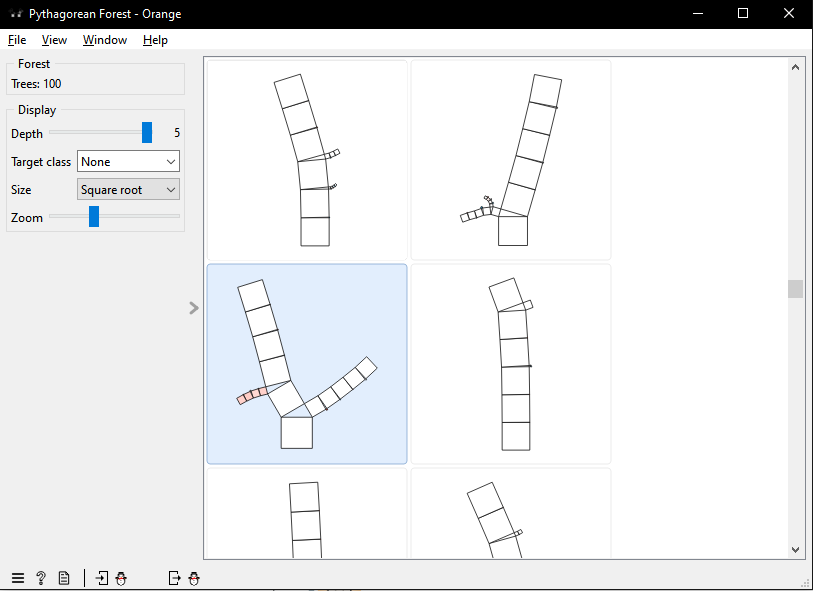 Pythagorean Forest - Orange
File View Window Help
Forest
Trees: 100
Display
Depth 5
Target class None
Size Square root
Zoom